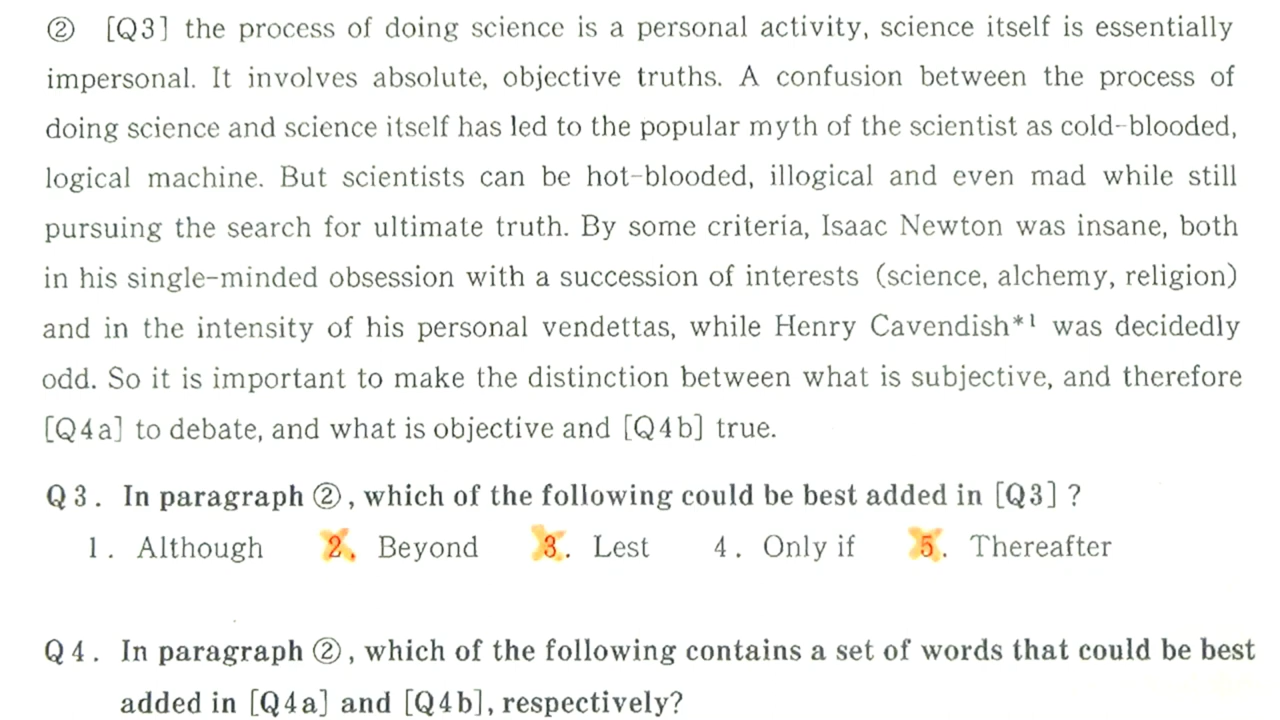 ② [Q3] the process of doing science is a personal activity, science itself is essentially
impersonal. It involves absolute, objective truths. A confusion between the process of
doing science and science itself has led to the popular myth of the scientist as cold-blooded,
logical machine. But scientists can be hot-blooded, illogical and even mad while still
pursuing the search for ultimate truth. By some criteria, Isaac Newton was insane, both
in his single-minded obsession with a succession of interests (science, alchemy, religion)
and in the intensity of his personal vendettas, while Henry Cavendish*1 was decidedly
odd. So it is important to make the distinction between what is subjective, and therefore
[Q4a] to debate, and what is objective and [Q4b] true.
Q3. In paragraph ②, which of the following could be best added in [Q3]?
1. Although 2. Beyond 3. Lest 4. Only if 5. Thereafter
Q4. In paragraph ②, which of the following contains a set of words that could be best
added in [Q4a] and [Q4b], respectively?